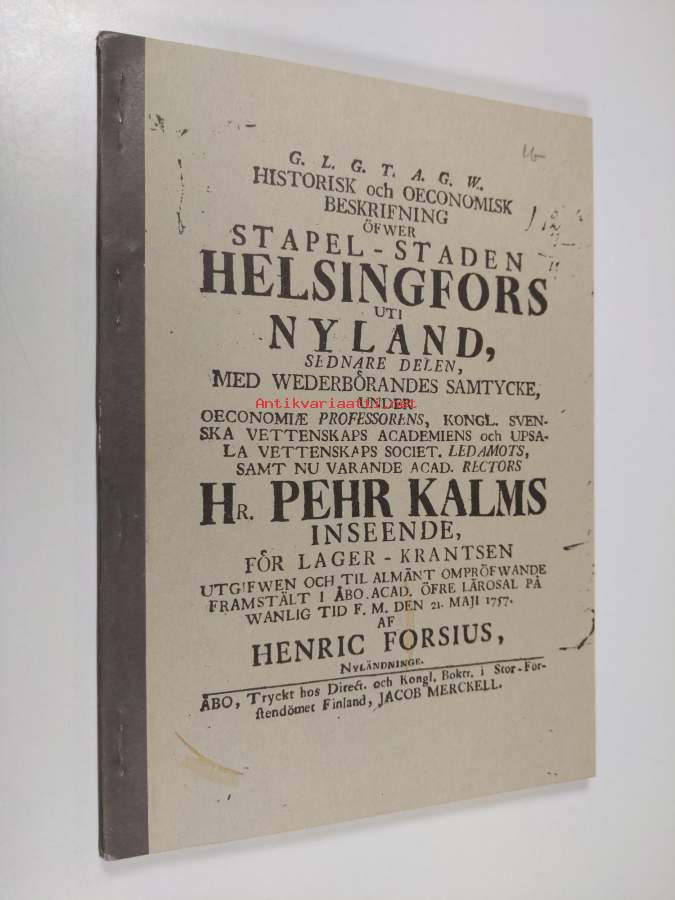 G. L. G. T. A. G. W.
HISTORISK och OECONOMISK
BESKRIFNING
ÖFWER
STAPEL-STADEN
HELSINGFORS
UTI
NYLAND,
SEDNARE DELEN,
MED WEDERBÖRANDES SAMTYCKE,
UNDER
Antikvariaatti.net
OECONOMIÆ PROFESSORENS, KONGL. SVEN-
SKA VETTENSKAPS ACADEMIENS och UPSA-
LA VETTENSKAPS SOCIET. LEDAMOTS,
SAMT NU VARANDE ACAD. RECTORS
HR. PEHR KALMS
INSEENDE,
FÖR LAGER-KRANTSEN
UTGIFWEN OCH TIL ALMÄNT OMPRÖFWANDE
FRAMSTÄLT I ÅBO ACAD. ÖFRE LÄROSAL PÅ
WANLIG TID F. M. DEN 21. MAJI 1757.
AF
HENRIC FORSIUS,
NYLÄNDNINGE.
ÅBO, Tryckt hos Direct. och Kongl. Boktr. i Stor-För-
stendömet Finland, JACOB MERCKELL.